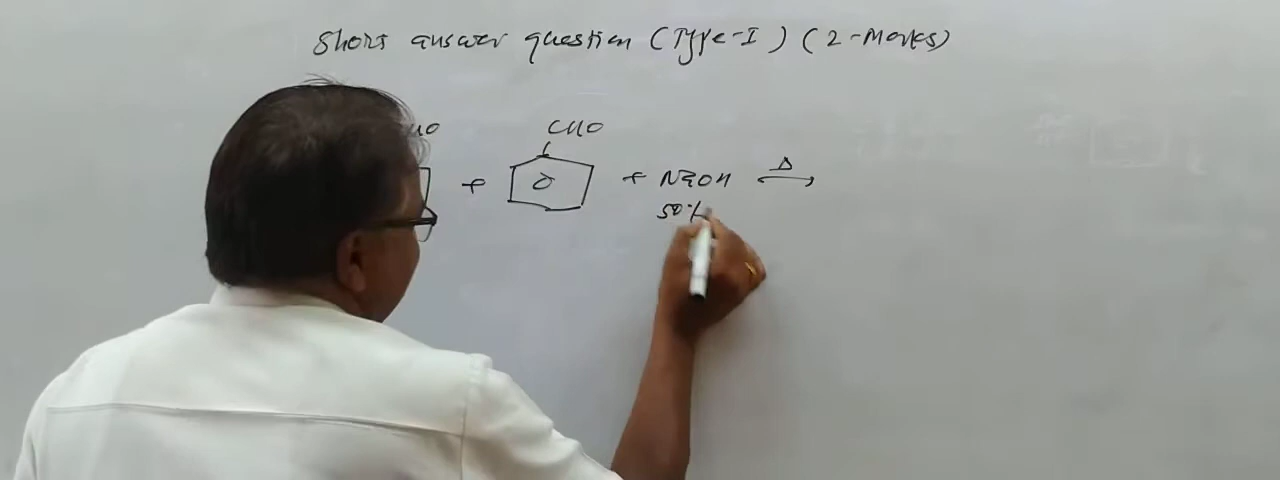 Short answer question (Type-I) (2-Marks)
CHO
+ + NaOH Δ
50%